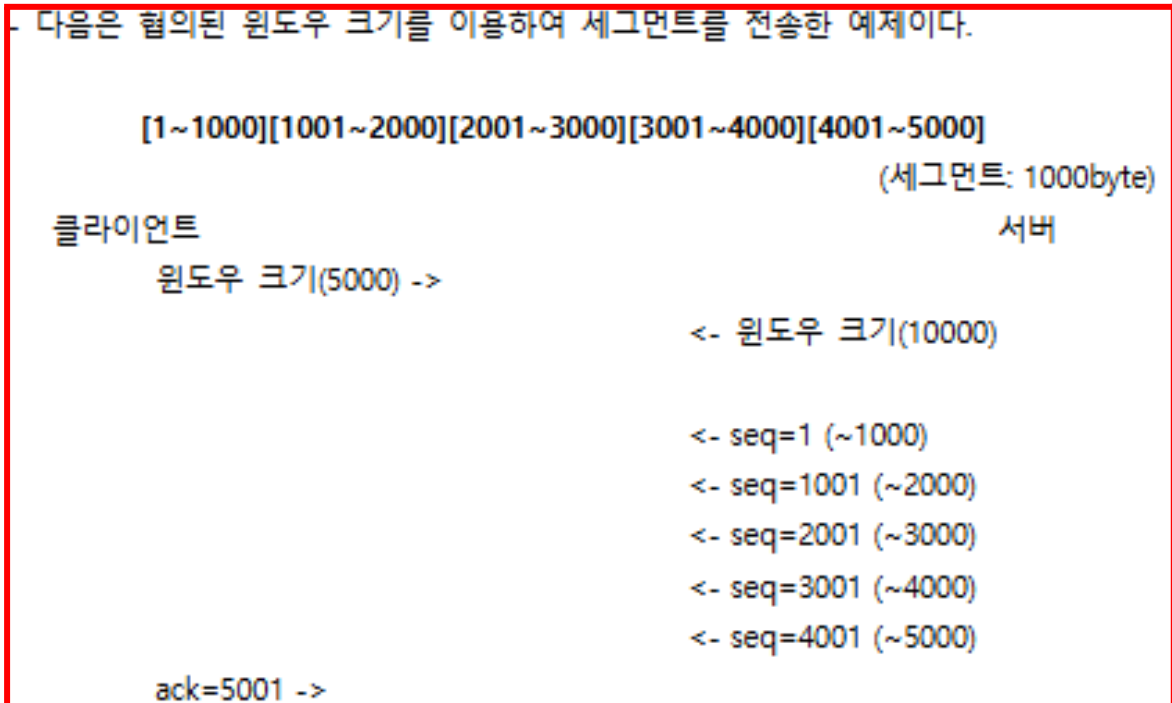 - 다음은 협의된 윈도우 크기를 이용하여 세그먼트를 전송한 예제이다.
[1~1000][1001~2000][2001~3000][3001~4000][4001~5000]
(세그먼트: 1000byte)
클라이언트 서버
윈도우 크기(5000) ->
<- 윈도우 크기(10000)
<- seq=1 (~1000)
<- seq=1001 (~2000)
<- seq=2001 (~3000)
<- seq=3001 (~4000)
<- seq=4001 (~5000)
ack=5001 ->